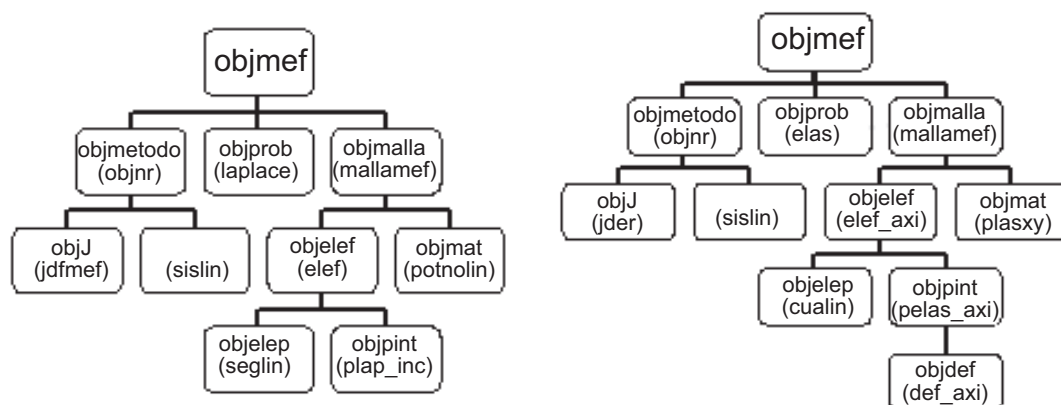 objmef
objmetodo
(objnr)
objprob
(laplace)
objmalla
(mallamef)
objJ
(jdfmef)
(sislin)
objelef
(elef)
objmat
(potnolin)
objelep
(seglin)
objpint
(plap_inc)
objmef
objmetodo
(objnr)
objprob
(elas)
objmalla
(mallamef)
objJ
(jder)
(sislin)
objelef
(elef_axi)
objmat
(plasxy)
objelep
(cualin)
objpint
(pelas_axi)
objdef
(def_axi)